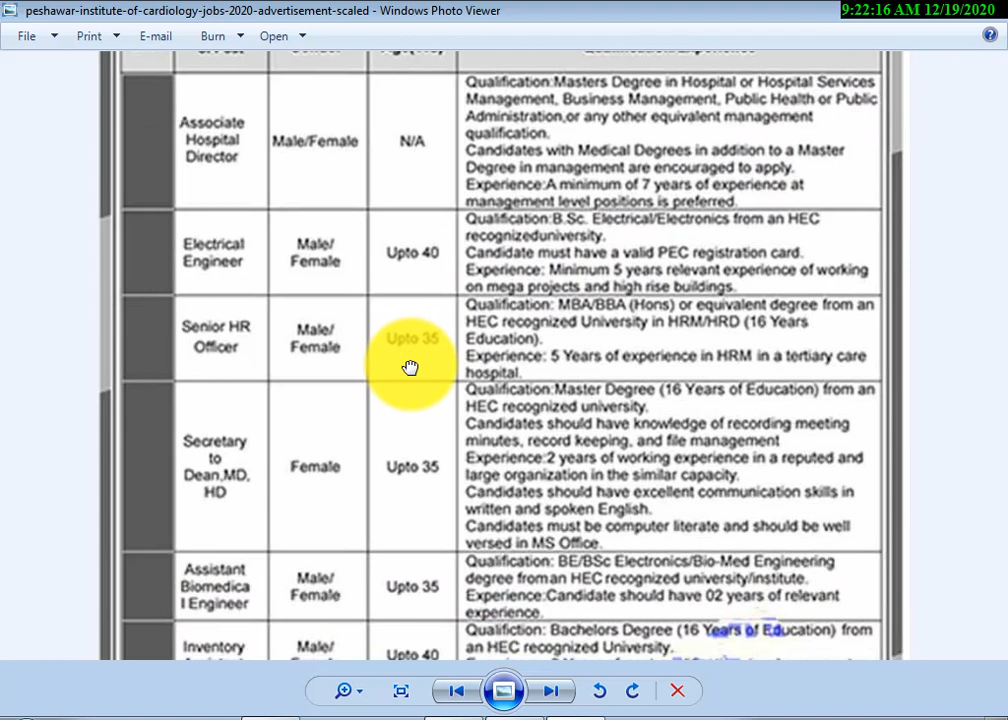 peshawar-institute-of-cardiology-jobs-2020-advertisement-scaled - Windows Photo Viewer
9:22:16 AM 12/19/2020
File Print E-mail Burn Open
Qualification/Experience
Associate
Hospital
Director
Male/Female
N/A
Qualification:Masters Degree in Hospital or Hospital Services
Management, Business Management, Public Health or Public
Administration,or any other equivalent management
qualification.
Candidates with Medical Degrees in addition to a Master
Degree in management are encouraged to apply.
Experience:A minimum of 7 years of experience at
management level positions is preferred.
Electrical
Engineer
Male/
Female
Upto 40
Qualification:B.Sc. Electrical/Electronics from an HEC
recognizeduniversity.
Candidate must have a valid PEC registration card.
Experience: Minimum 5 years relevant experience of working
on mega projects and high rise buildings.
Senior HR
Officer
Male/
Female
Upto 35
Qualification: MBA/BBA (Hons) or equivalent degree from an
HEC recognized University in HRM/HRD (16 Years
Education).
Experience: 5 Years of experience in HRM in a tertiary care
hospital.
Secretary
to
Dean,MD,
HD
Female
Upto 35
Qualification:Master Degree (16 Years of Education) from an
HEC recognized university.
Candidates should have knowledge of recording meeting
minutes, record keeping, and file management
Experience:2 years of working experience in a reputed and
large organization in the similar capacity.
Candidates should have excellent communication skills in
written and spoken English.
Candidates must be computer literate and should be well
versed in MS Office.
Assistant
Biomedica
l Engineer
Male/
Female
Upto 35
Qualification: BE/BSc Electronics/Bio-Med Engineering
degree from an HEC recognized university/institute.
Experience:Candidate should have 02 years of relevant
experience.
Inventory
Male/
Upto 40
Qualifiction: Bachelors Degree (16 Years of Education) from
an HEC recognized University.